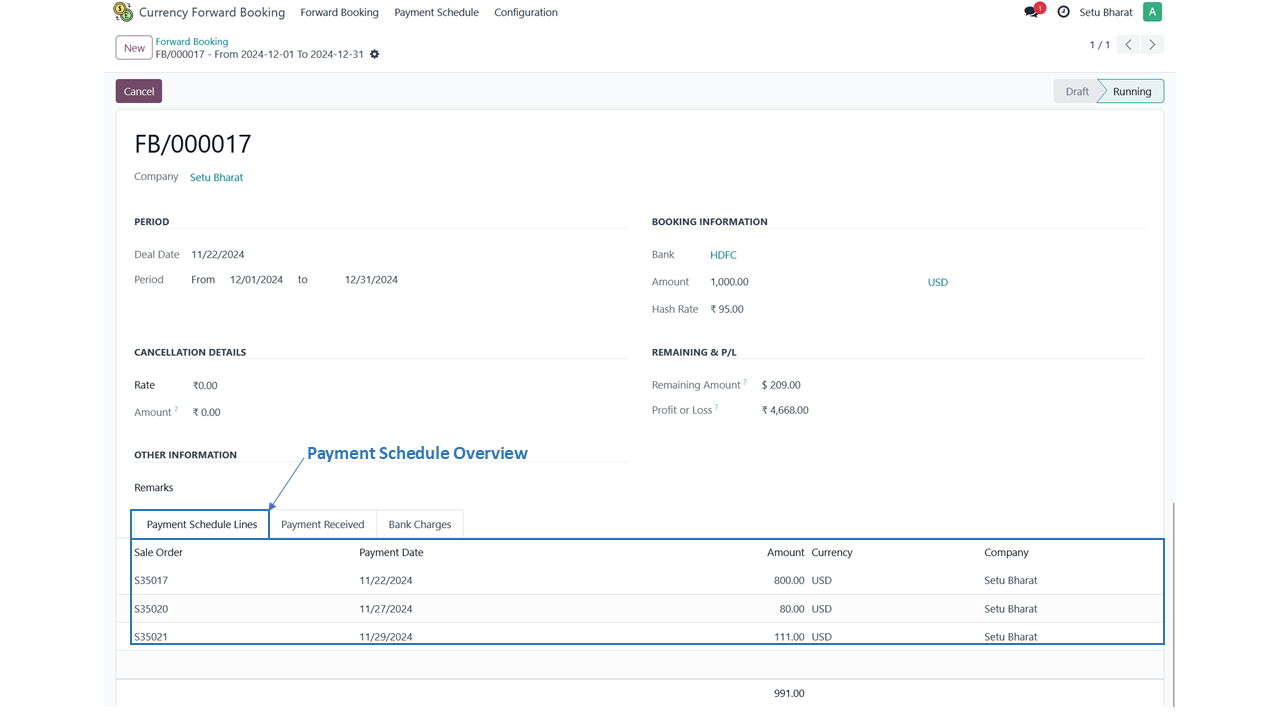 Currency Forward Booking Forward Booking Payment Schedule Configuration 1 Setu Bharat A
New Forward Booking
FB/000017 - From 2024-12-01 To 2024-12-31 1 / 1
Cancel Draft Running
FB/000017
Company Setu Bharat
PERIOD BOOKING INFORMATION
Deal Date 11/22/2024 Bank HDFC
Period From 12/01/2024 to 12/31/2024 Amount 1,000.00 USD
Hash Rate ₹ 95.00
CANCELLATION DETAILS REMAINING & P/L
Rate ₹0.00 Remaining Amount ? $ 209.00
Amount ? ₹ 0.00 Profit or Loss ? ₹ 4,668.00
OTHER INFORMATION Payment Schedule Overview
Remarks
Payment Schedule Lines Payment Received Bank Charges
Sale Order Payment Date Amount Currency Company
S35017 11/22/2024 800.00 USD Setu Bharat
S35020 11/27/2024 80.00 USD Setu Bharat
S35021 11/29/2024 111.00 USD Setu Bharat
991.00